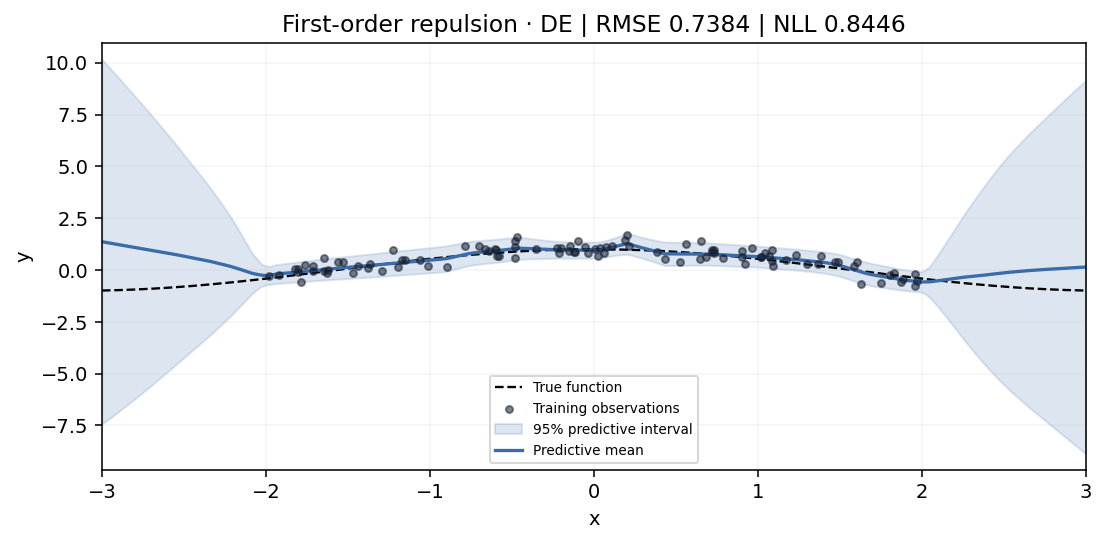 First-order repulsion · DE | RMSE 0.7384 | NLL 0.8446
10.0
7.5
5.0
2.5
0.0
−2.5
−5.0
−7.5
y
True function
Training observations
95% predictive interval
Predictive mean
−3
−2
−1
0
1
2
3
x